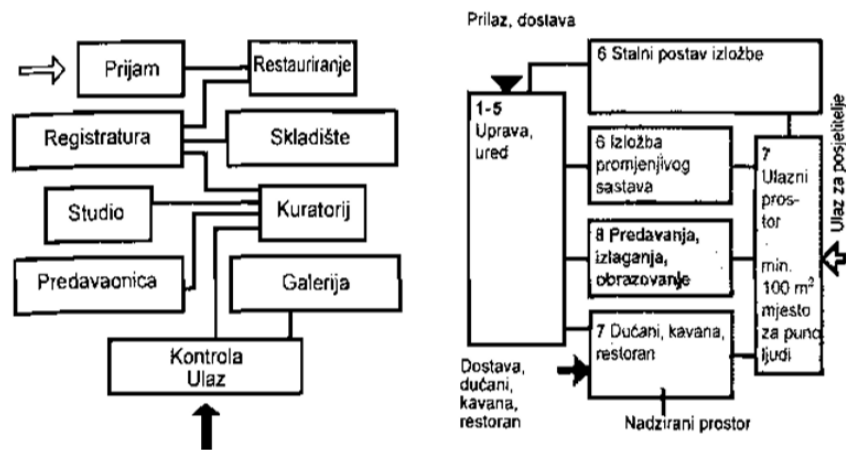 Prijam
Restauriranje
Registratura
Skladište
Studio
Kuratorij
Predavaonica
Galerija
Kontrola
Ulaz
Prilaz, dostava
6 Stalni postav izložbe
1-5
Uprava,
ured
6 Izložba
promjenjivog
sastava
8 Predavanja,
izlaganja,
obrazovanje
7 Dućani, kavana,
restoran
7
Ulazni
pros-
tor
min.
100 m²
mjesto
za puno
ljudi
Ulaz za posjetitelje
Dostava,
dućani,
kavana,
restoran
Nadzirani prostor